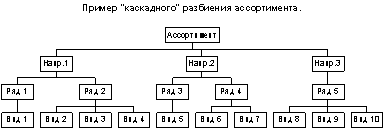 Пример "каскадного" разбиения ассортимента.
Ассортимент
Напр.1 Напр.2 Напр.3
Ряд 1 Ряд 2 Ряд 3 Ряд 4 Ряд 5
Вид 1 Вид 2 Вид 3 Вид 4 Вид 5 Вид 6 Вид 7 Вид 8 Вид 9 Вид 10